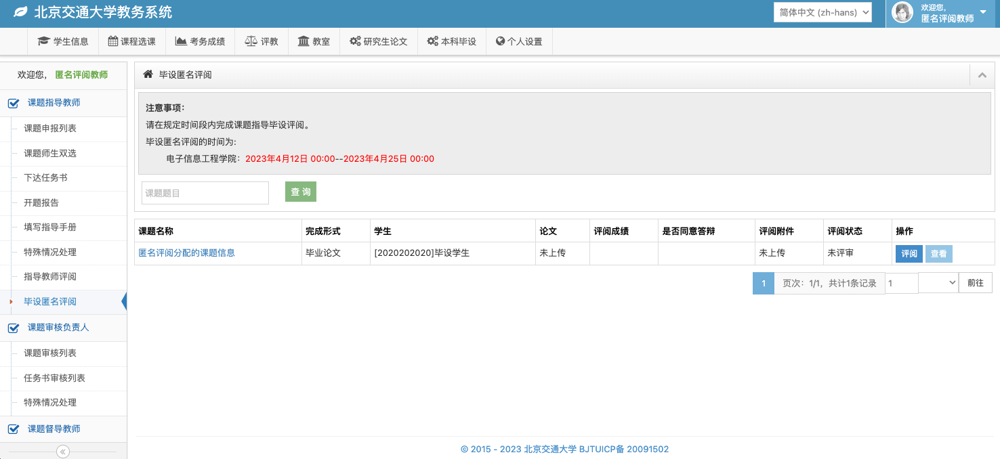 北京交通大学教务系统
简体中文 (zh-hans)
欢迎您,
匿名评阅教师
学生信息
课程选课
考务成绩
评教
教室
研究生论文
本科毕设
个人设置
欢迎您, 匿名评阅教师
课题指导教师
课题申报列表
课题师生双选
下达任务书
开题报告
填写指导手册
特殊情况处理
指导教师评阅
毕设匿名评阅
课题审核负责人
课题审核列表
任务书审核列表
特殊情况处理
课题督导教师
毕设匿名评阅
注意事项:
请在规定时间段内完成课题指导毕设评阅。
毕设匿名评阅的时间为:
电子信息工程学院: 2023年4月12日 00:00--2023年4月25日 00:00
课题题目 查 询
课题名称 完成形式 学生 论文 评阅成绩 是否同意答辩 评阅附件 评阅状态 操作
匿名评阅分配的课题信息 毕业论文 [2020202020]毕设学生 未上传 未上传 未评审 评阅 查看
1 页次: 1/1, 共计1条记录 1 前往
© 2015 - 2023 北京交通大学 BJTUICP备 20091502